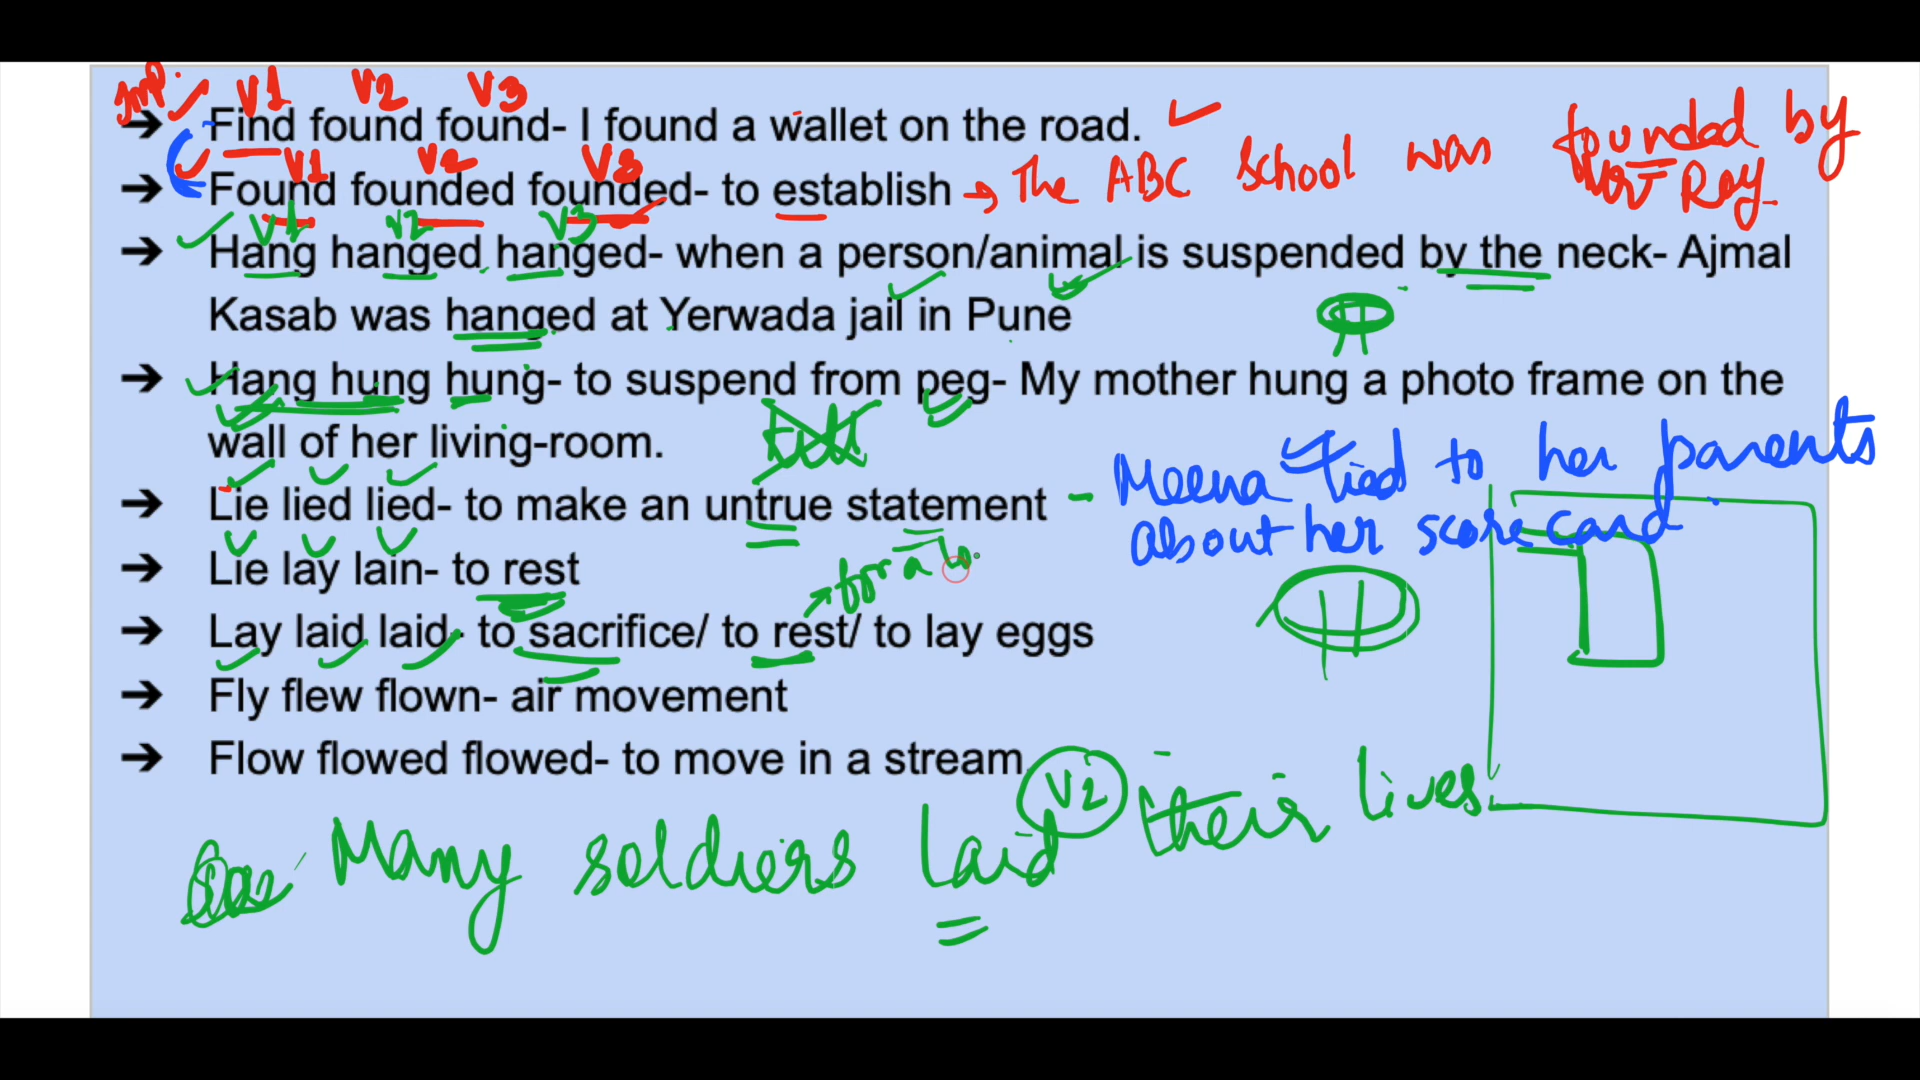 Imp.
V1 V2 V3
➔ Find found found- I found a wallet on the road.
V1 V2 V3
➔ Found founded founded- to establish → The ABC school was founded by
Mr Roy.
V1 V2 V3
➔ Hang hanged hanged- when a person/animal is suspended by the neck- Ajmal
Kasab was hanged at Yerwada jail in Pune
➔ Hang hung hung- to suspend from peg- My mother hung a photo frame on the
wall of her living-room.
➔ Lie lied lied- to make an untrue statement - Meena lied to her parents
about her score card.
➔ Lie lay lain- to rest
for a
➔ Lay laid laid- to sacrifice/ to rest/ to lay eggs
➔ Fly flew flown- air movement
➔ Flow flowed flowed- to move in a stream
V2
Many soldiers laid their lives.